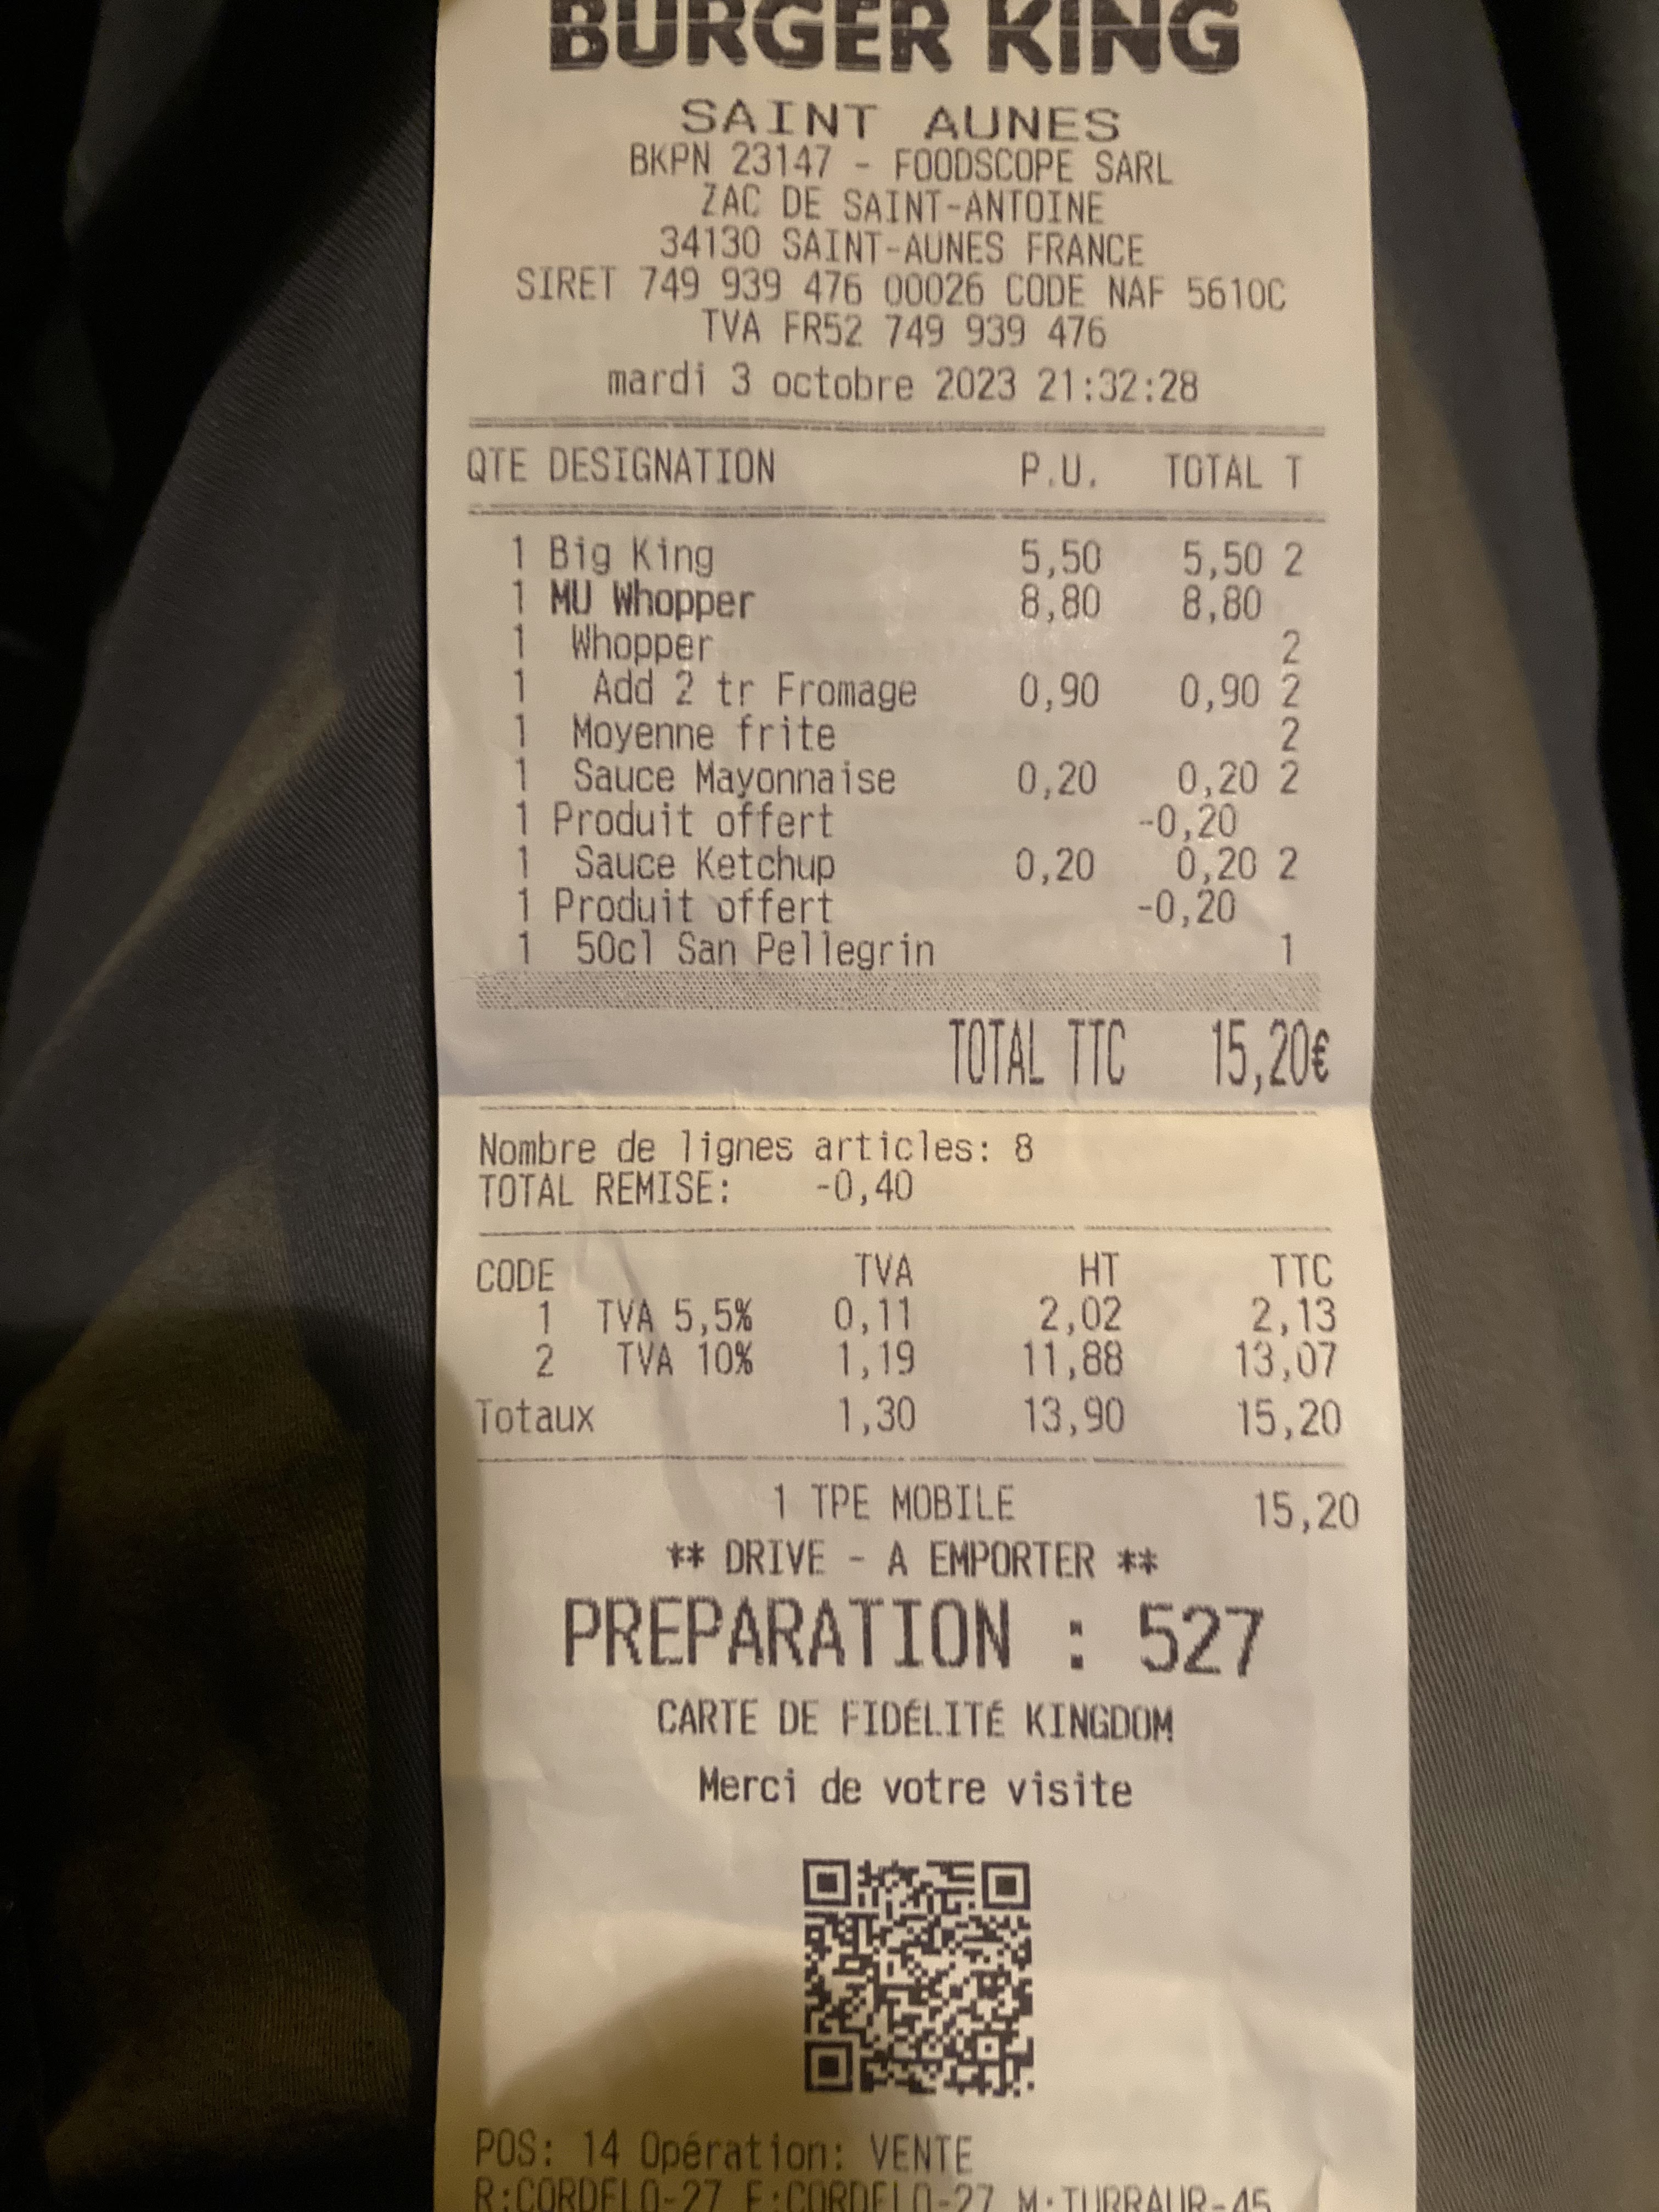 BURGER KING
SAINT AUNES
BKPN 23147 - FOODSCOPE SARL
ZAC DE SAINT-ANTOINE
34130 SAINT-AUNES FRANCE
SIRET 749 939 476 00026 CODE NAF 5610C
TVA FR52 749 939 476
mardi 3 octobre 2023 21:32:28
QTE DESIGNATION P.U. TOTAL T
1 Big King 5,50 5,50 2
1 MU Whopper 8,80 8,80
1 Whopper 2
1 Add 2 tr Fromage 0,90 0,90 2
1 Moyenne frite 2
1 Sauce Mayonnaise 0,20 0,20 2
1 Produit offert -0,20
1 Sauce Ketchup 0,20 0,20 2
1 Produit offert -0,20
1 50cl San Pellegrin 1
TOTAL TTC 15,20€
Nombre de lignes articles: 8
TOTAL REMISE: -0,40
CODE TVA HT TTC
1 TVA 5,5% 0,11 2,02 2,13
2 TVA 10% 1,19 11,88 13,07
Totaux 1,30 13,90 15,20
1 TPE MOBILE 15,20
** DRIVE - A EMPORTER **
PREPARATION : 527
CARTE DE FIDÉLITÉ KINGDOM
Merci de votre visite
POS: 14 Opération: VENTE
R:CORDELO-27 E:CORDELO-27 M:TURRAUR-45